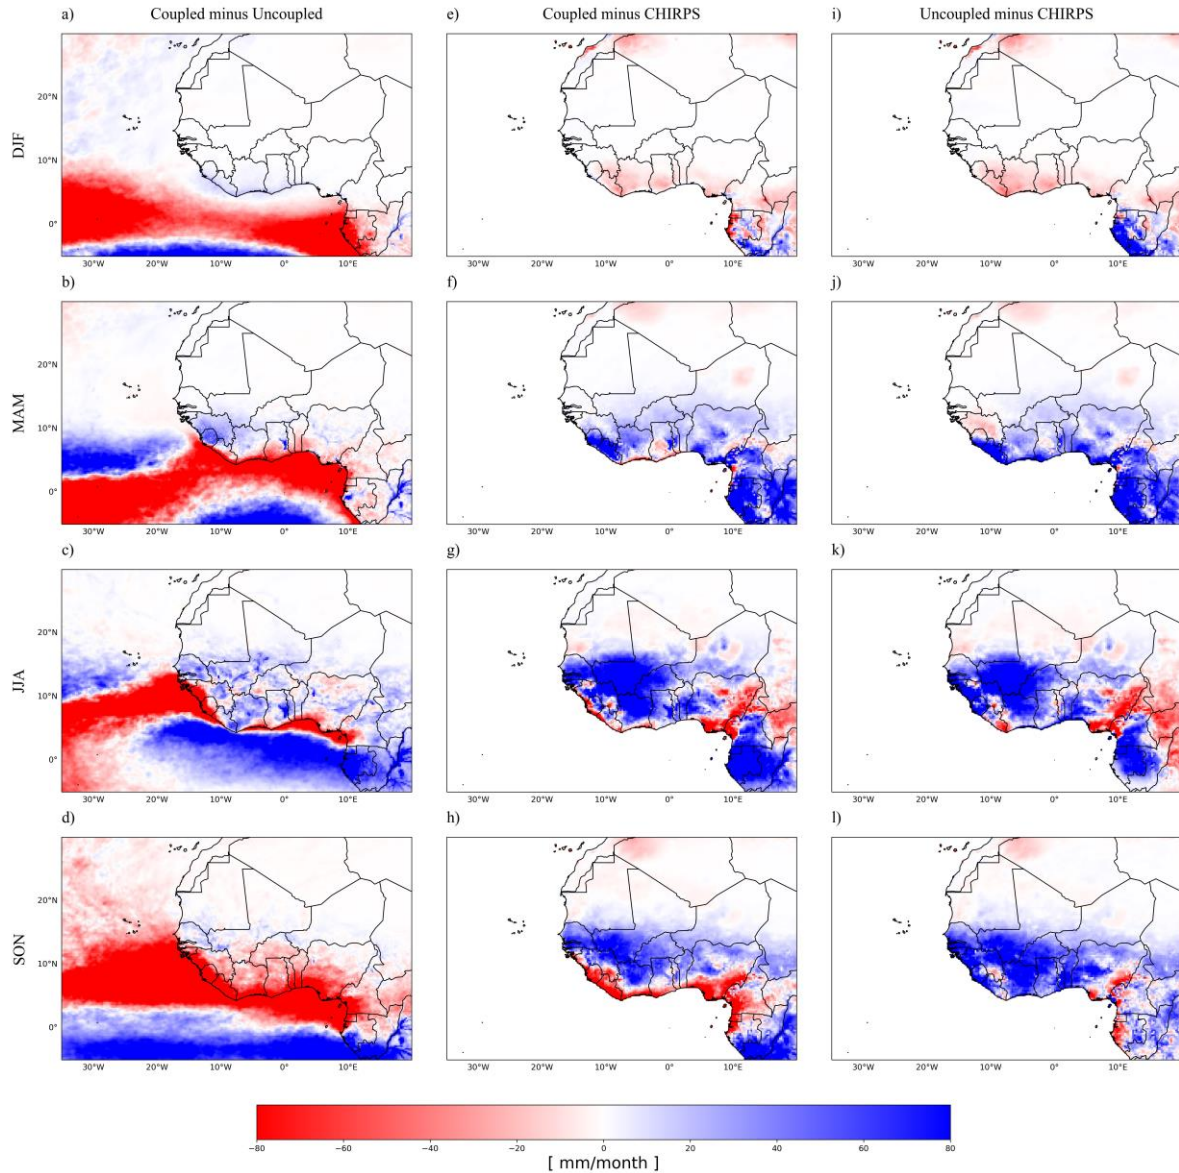 a) Coupled minus Uncoupled e) Coupled minus CHIRPS i) Uncoupled minus CHIRPS
DJF
20°N
10°N
0°
30°W 20°W 10°W 0° 10°E 30°W 20°W 10°W 0° 10°E 30°W 20°W 10°W 0° 10°E
b) f) j)
MAM
20°N
10°N
0°
30°W 20°W 10°W 0° 10°E 30°W 20°W 10°W 0° 10°E 30°W 20°W 10°W 0° 10°E
c) g) k)
JJA
20°N
10°N
0°
30°W 20°W 10°W 0° 10°E 30°W 20°W 10°W 0° 10°E 30°W 20°W 10°W 0° 10°E
d) h) l)
SON
20°N
10°N
0°
30°W 20°W 10°W 0° 10°E 30°W 20°W 10°W 0° 10°E 30°W 20°W 10°W 0° 10°E
−80 −60 −40 −20 0 20 40 60 80
[ mm/month ]